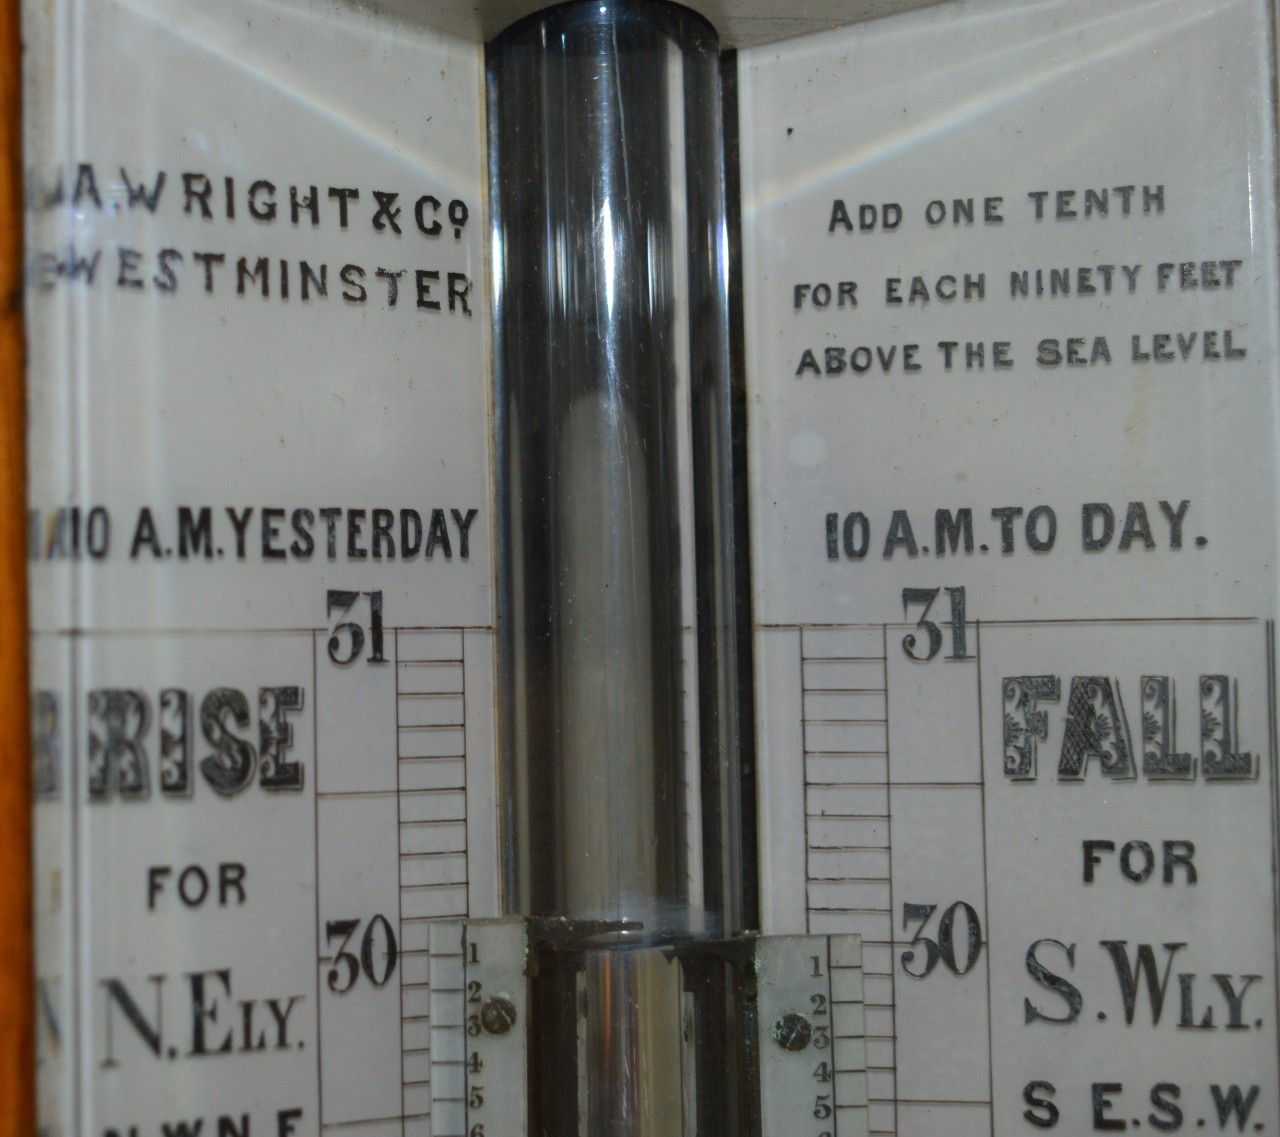 A. WRIGHT & Co.
WESTMINSTER
ADD ONE TENTH
FOR EACH NINETY FEET
ABOVE THE SEA LEVEL
10 A.M. YESTERDAY
10 A.M. TO DAY.
31
31
RISE
FALL
FOR
FOR
30
30
N.ELY.
S.WLY.
1
2
3
4
5
6
1
2
3
4
5
S E.S.W.
N.W.N.E